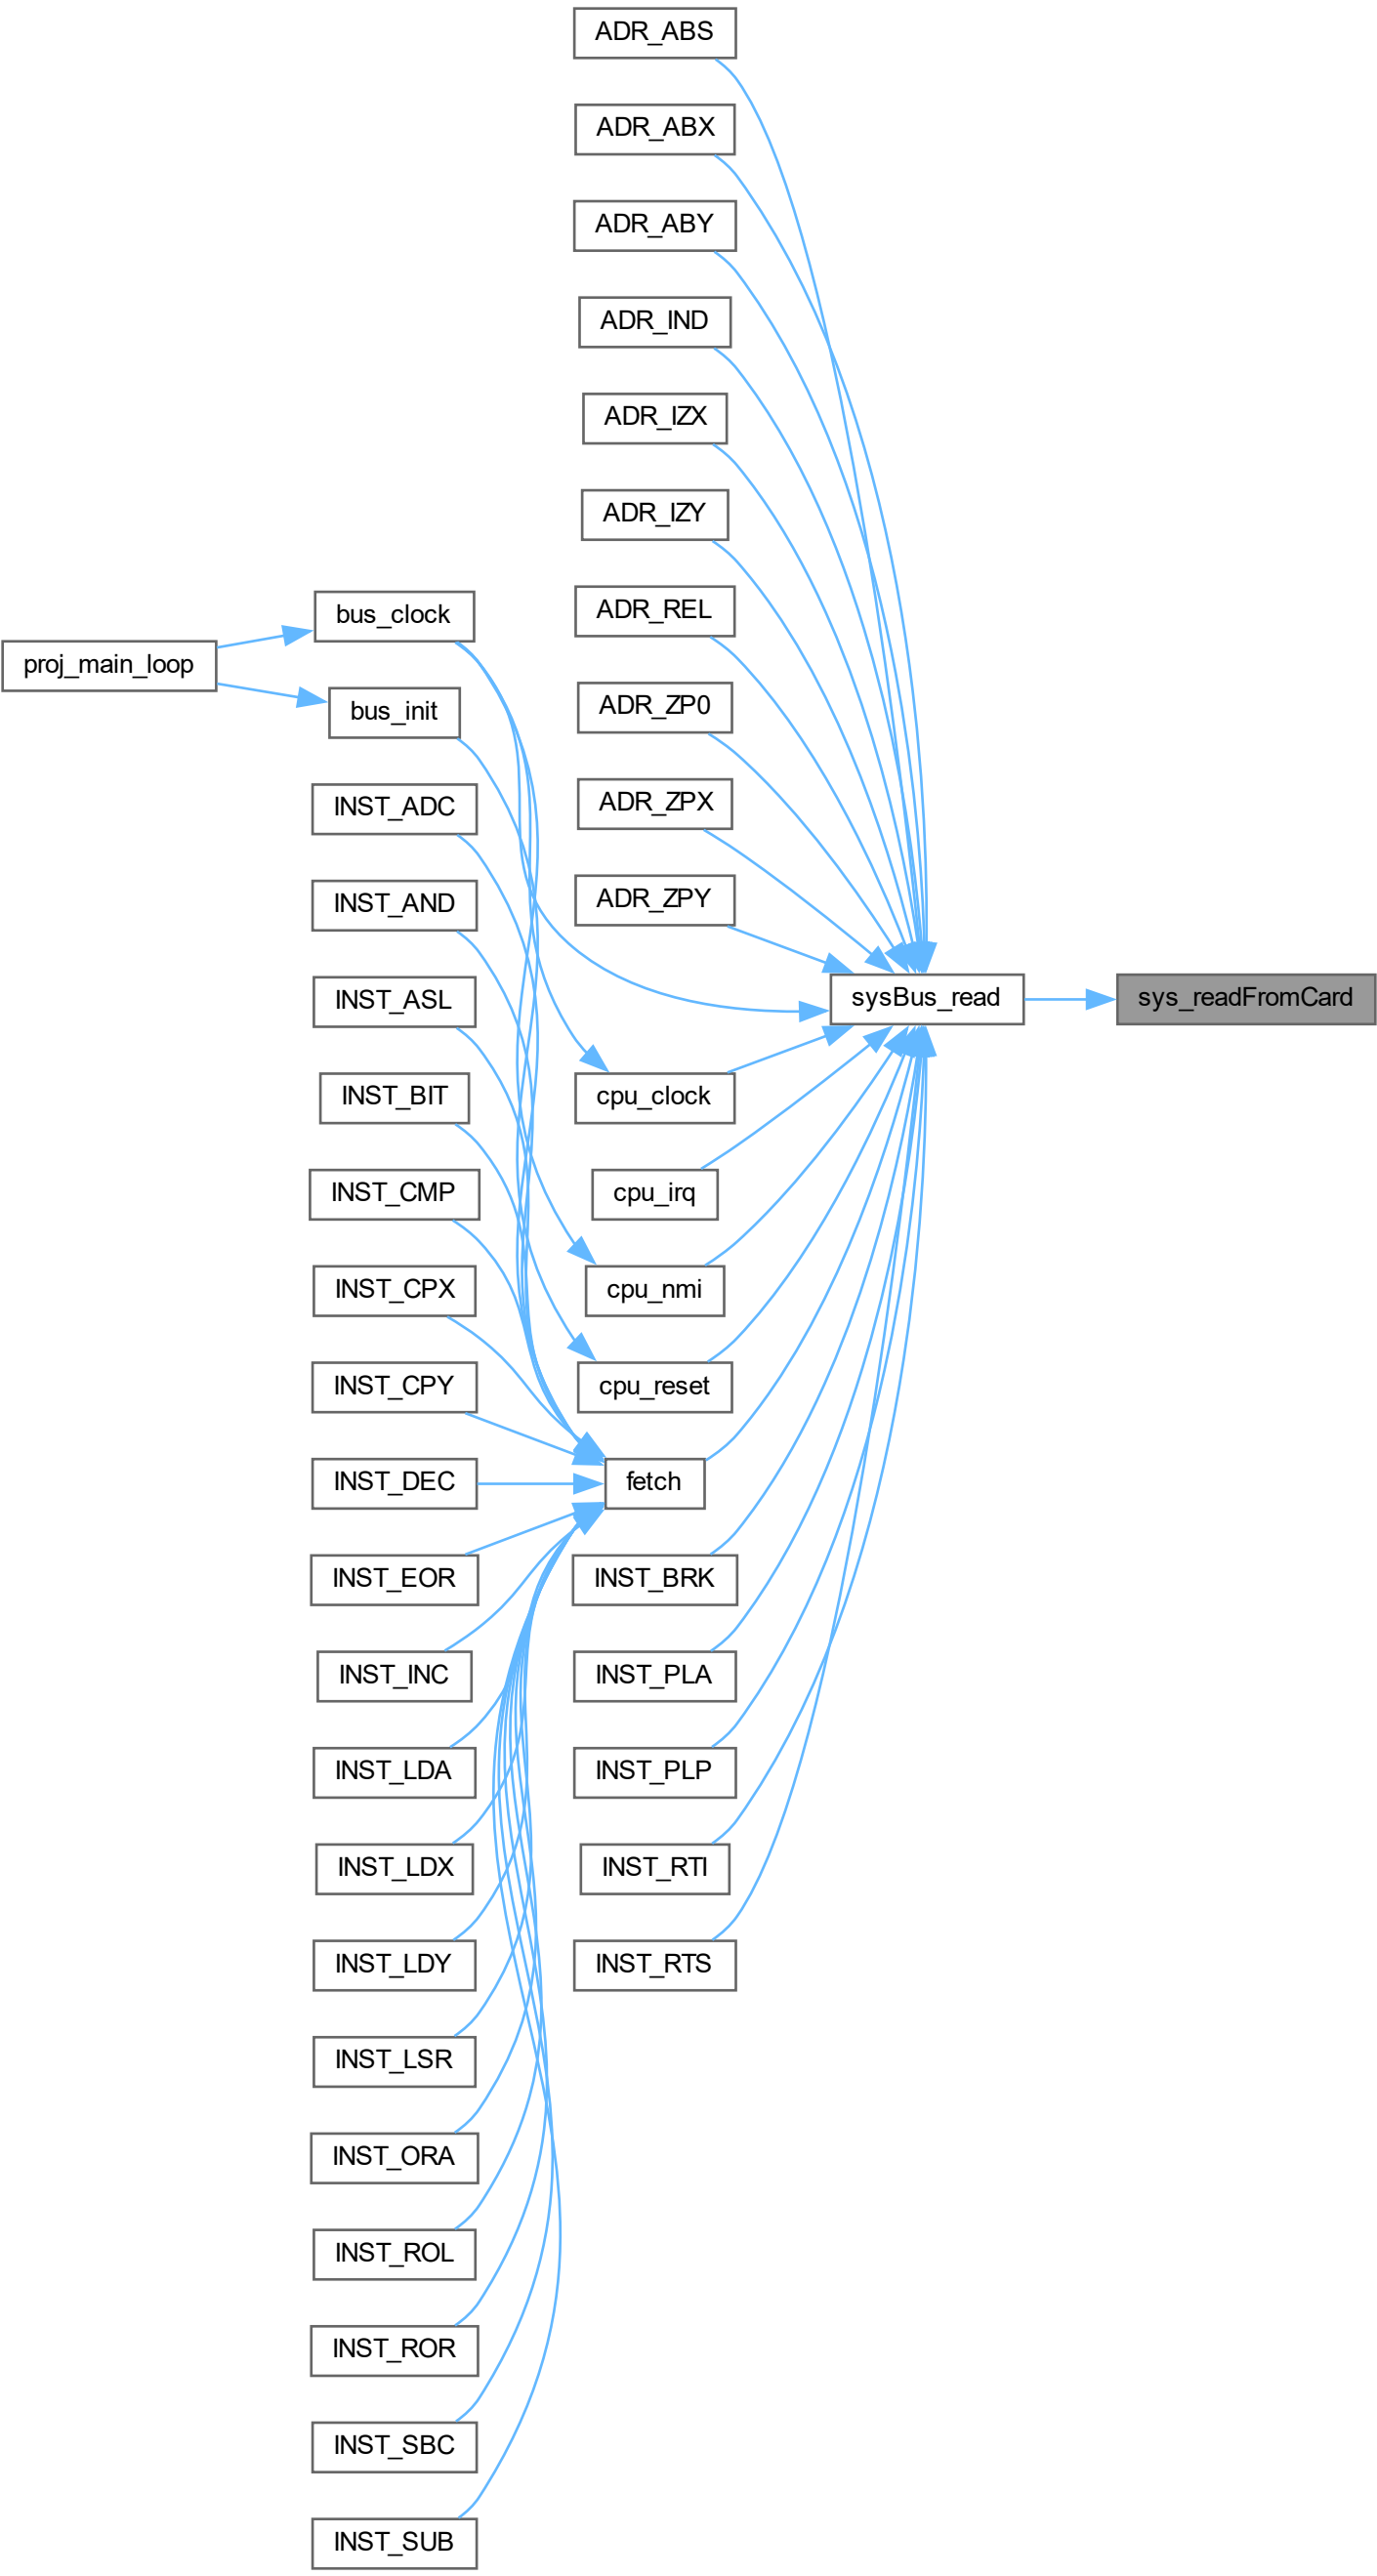 proj_main_loop
bus_clock
bus_init
INST_ADC
INST_AND
INST_ASL
INST_BIT
INST_CMP
INST_CPX
INST_CPY
INST_DEC
INST_EOR
INST_INC
INST_LDA
INST_LDX
INST_LDY
INST_LSR
INST_ORA
INST_ROL
INST_ROR
INST_SBC
INST_SUB
ADR_ABS
ADR_ABX
ADR_ABY
ADR_IND
ADR_IZX
ADR_IZY
ADR_REL
ADR_ZP0
ADR_ZPX
ADR_ZPY
cpu_clock
cpu_irq
cpu_nmi
cpu_reset
fetch
INST_BRK
INST_PLA
INST_PLP
INST_RTI
INST_RTS
sysBus_read
sys_readFromCard